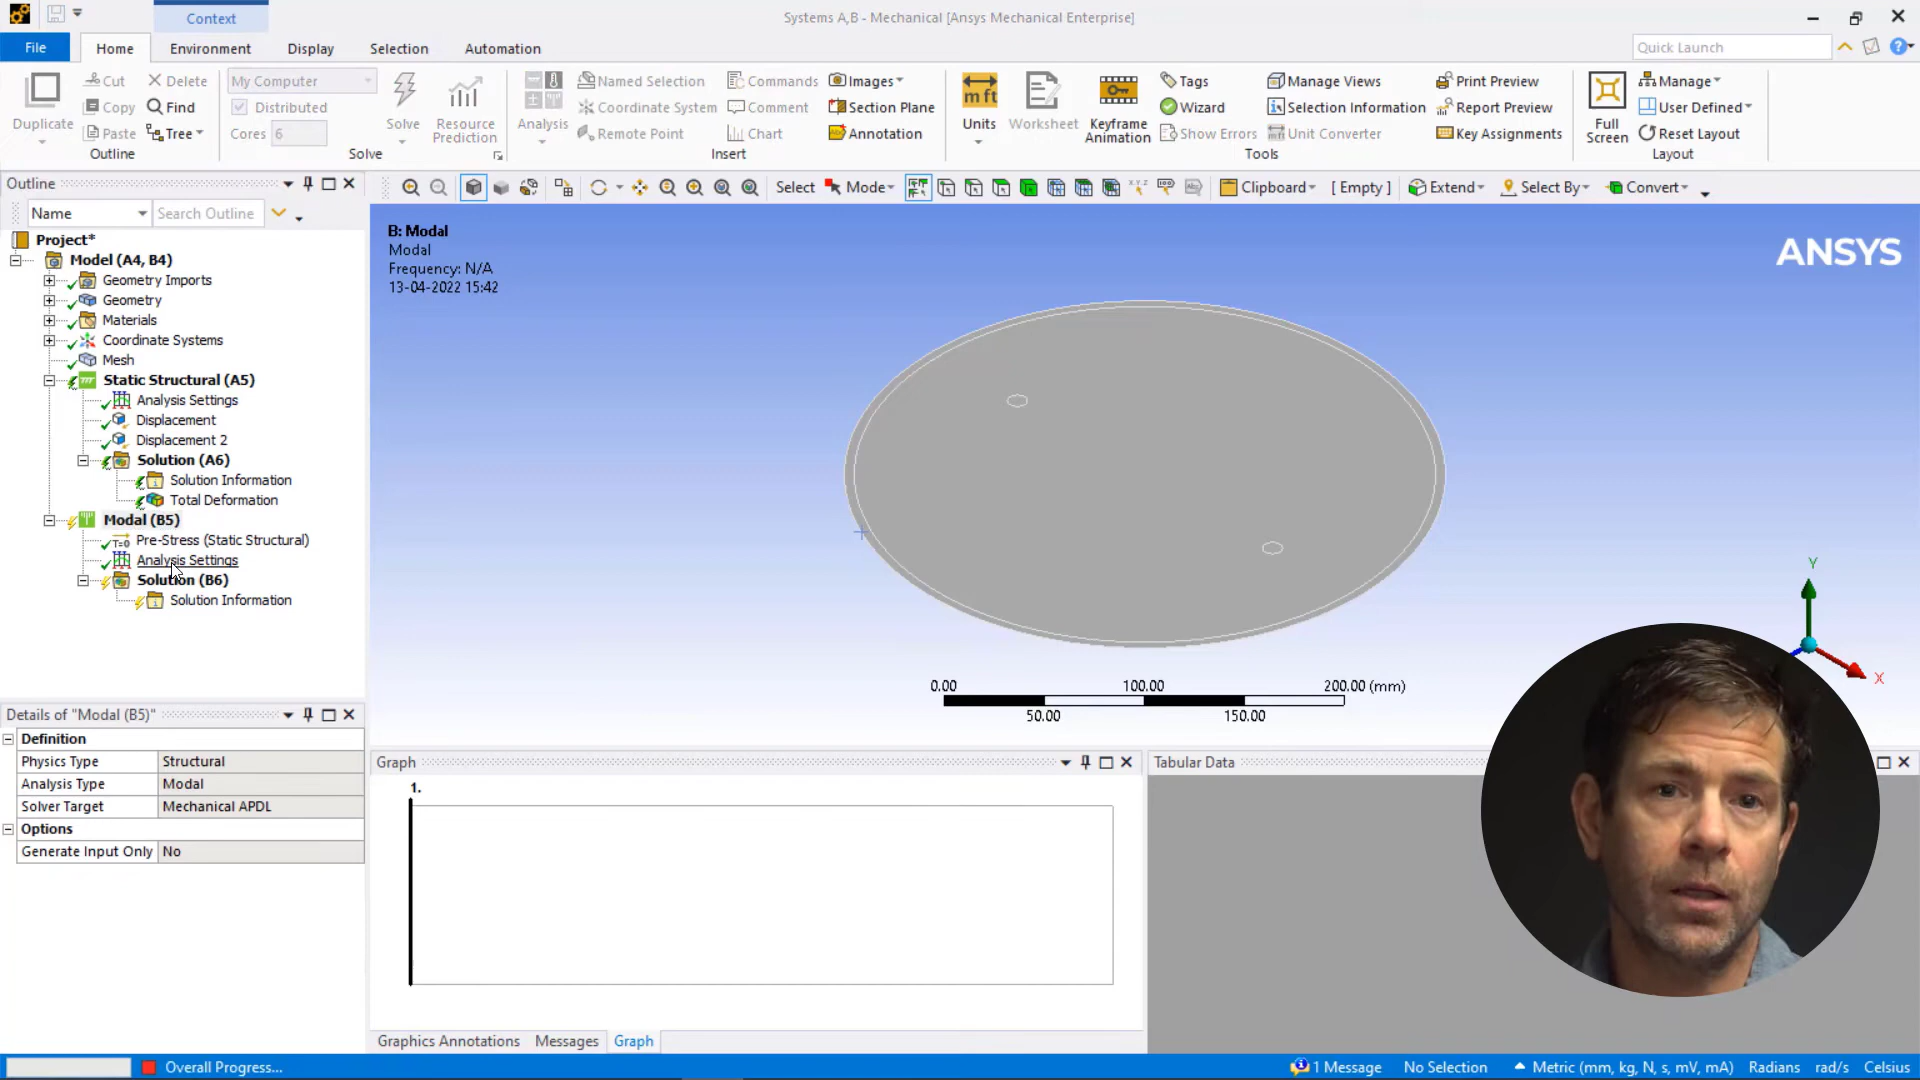 Context
Systems A,B - Mechanical [Ansys Mechanical Enterprise]
File
Home
Environment
Display
Selection
Automation
Quick Launch
Duplicate
Cut
Delete
Copy
Find
Paste
Tree
Outline
My Computer
Distributed
Cores 6
Solve
Resource Prediction
Solve
Analysis
Named Selection
Coordinate System
Remote Point
Commands
Comment
Chart
Images
Section Plane
Annotation
Insert
Units
Worksheet
Keyframe Animation
Tags
Wizard
Show Errors
Manage Views
Selection Information
Unit Converter
Print Preview
Report Preview
Key Assignments
Tools
Full Screen
Manage
User Defined
Reset Layout
Layout
Outline
Name
Search Outline
Select
Mode
Clipboard
[ Empty ]
Extend
Select By
Convert
Project*
Model (A4, B4)
Geometry Imports
Geometry
Materials
Coordinate Systems
Mesh
Static Structural (A5)
Analysis Settings
Displacement
Displacement 2
Solution (A6)
Solution Information
Total Deformation
Modal (B5)
Pre-Stress (Static Structural)
Analysis Settings
Solution (B6)
Solution Information
B: Modal
Modal
Frequency: N/A
13-04-2022 15:42
ANSYS
Y
X
0.00 100.00 200.00 (mm)
50.00 150.00
Details of "Modal (B5)"
Definition
Physics Type Structural
Analysis Type Modal
Solver Target Mechanical APDL
Options
Generate Input Only No
Graph
1.
Tabular Data
Graphics Annotations
Messages
Graph
Overall Progress...
1 Message
No Selection
Metric (mm, kg, N, s, mV, mA)
Radians
rad/s
Celsius